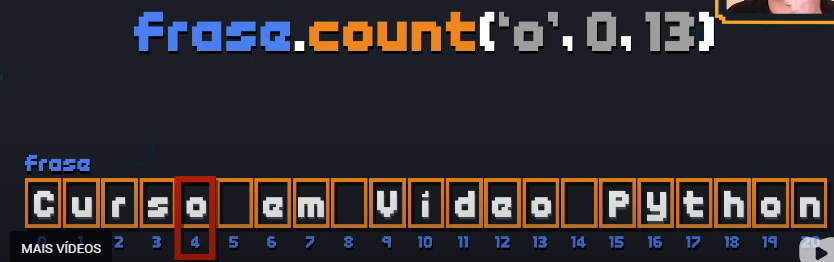 frase.count('o', 0, 13)
frase
C u r s o e m V í d e o P y t h o n
MAIS VÍDEOS 2 3 4 5 6 7 8 9 10 11 12 13 14 15 16 17 18 19 20